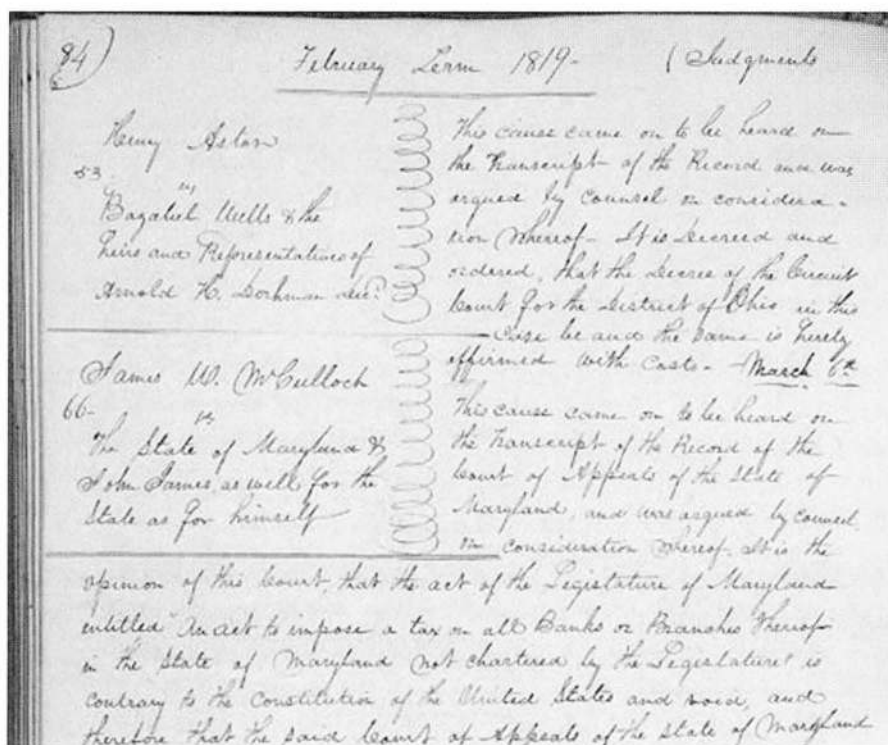 84)
February Term 1819-
(Judgments
Henry Aston
53.
vs
Bazaliel Wells & the
Heirs and Representatives of
Arnold H. Dorhman decd.
This cause came on to be heard on
the Transcript of the Record and was
argued by counsel on considera-
tion whereof- It is Decreed and
ordered, that the Decree of the Circuit
Court for the District of Ohio in this
case be and the same is hereby
affirmed with Costs- March 6th
James W. McCulloch
66-
vs
The State of Maryland &
John James, as well for the
State as for himself
This cause came on to be heard on
the Transcript of the Record of the
Court of Appeals of the State of
Maryland, and was argued by counsel,
on consideration whereof. It is the
opinion of this Court, that the act of the Legislature of Maryland
entitled "An act to impose a tax on all Banks or Branches thereof
in the State of Maryland not chartered by the Legislature" is
contrary to the Constitution of the United States and void, and
therefore that the said Court of Appeals of the State of Maryland